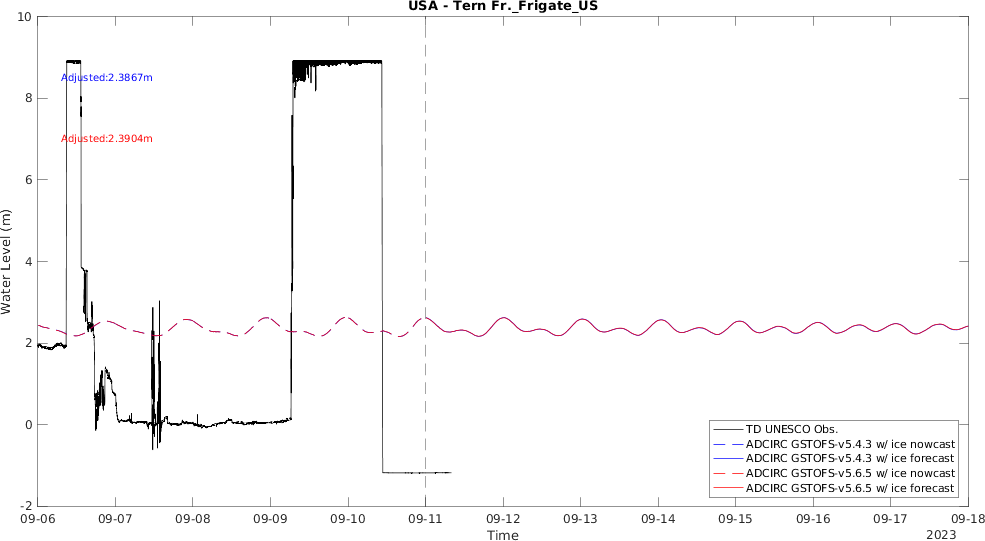 USA - Tern Fr._Frigate_US
10
8
6
4
2
0
-2
Water Level (m)
Adjusted:2.3867m
Adjusted:2.3904m
TD UNESCO Obs.
ADCIRC GSTOFS-v5.4.3 w/ ice nowcast
ADCIRC GSTOFS-v5.4.3 w/ ice forecast
ADCIRC GSTOFS-v5.6.5 w/ ice nowcast
ADCIRC GSTOFS-v5.6.5 w/ ice forecast
09-06 09-07 09-08 09-09 09-10 09-11 09-12 09-13 09-14 09-15 09-16 09-17 09-18
Time
2023